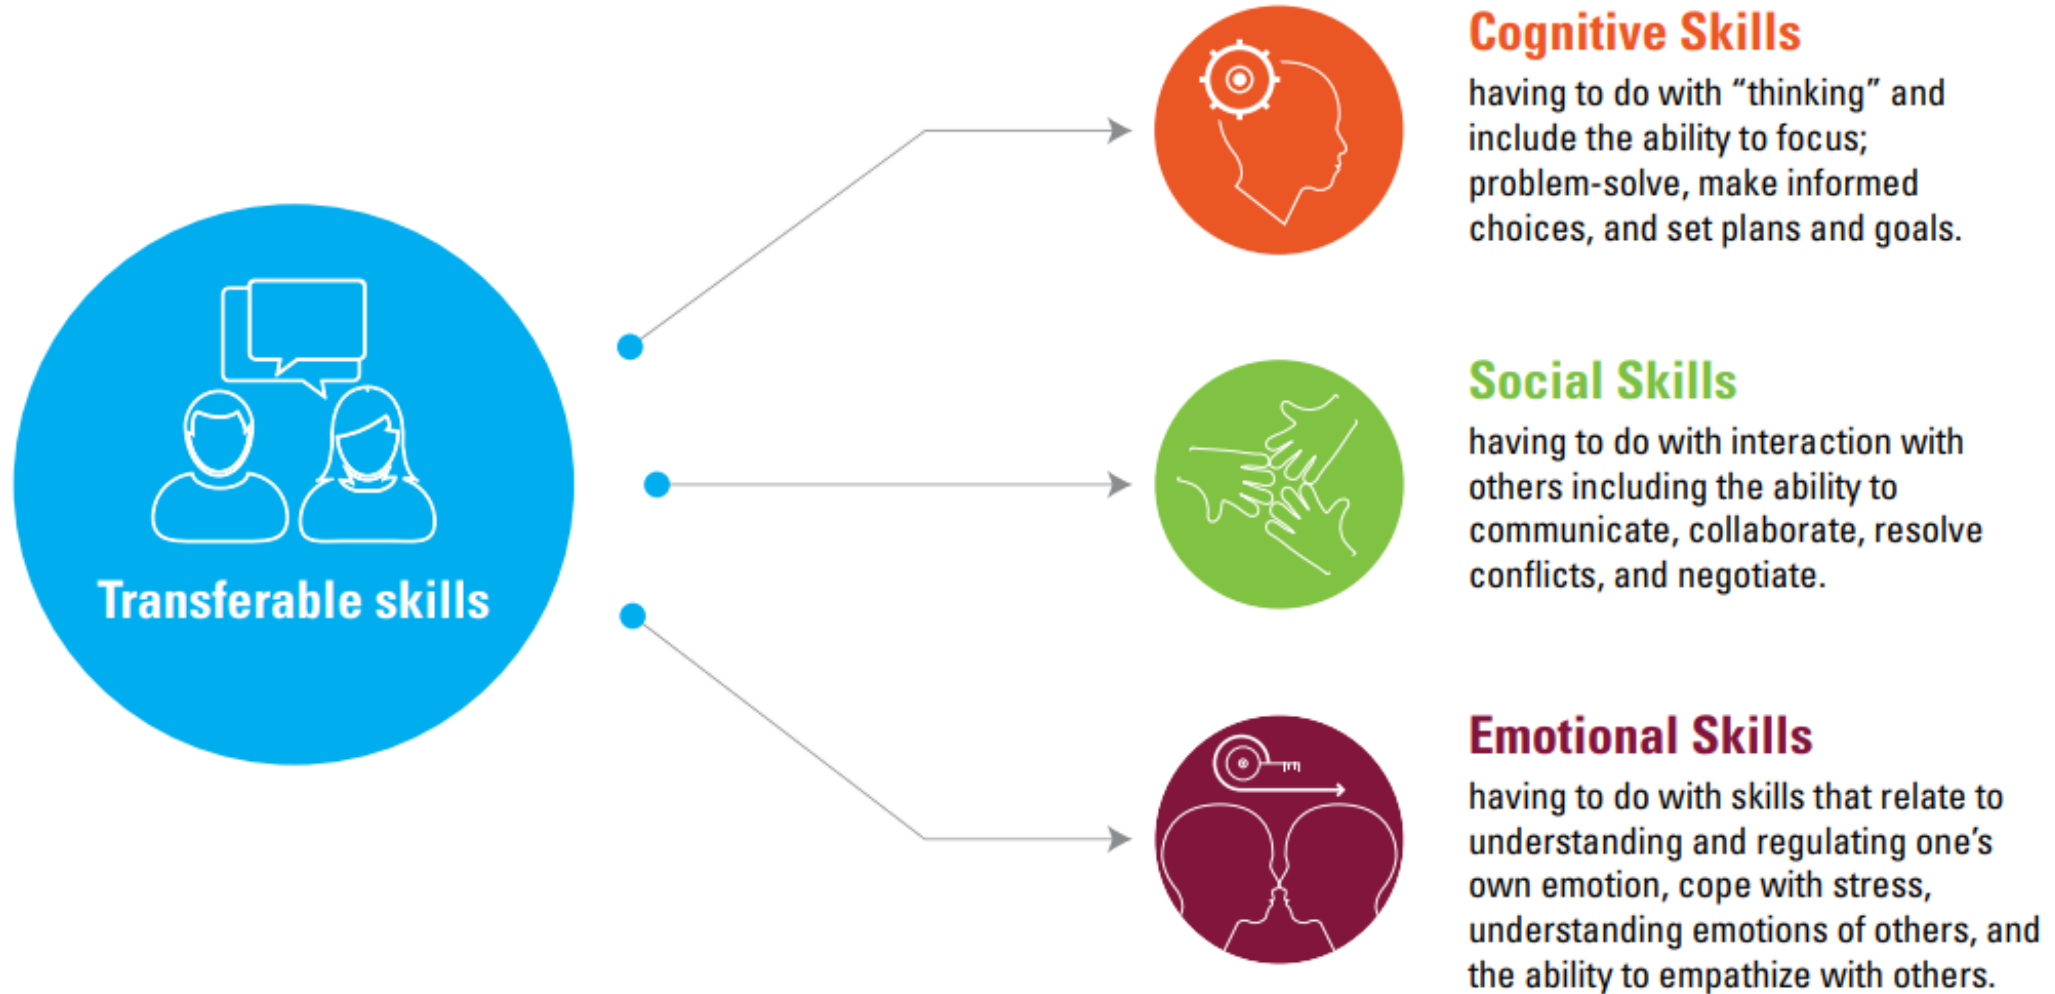 Transferable skills
Cognitive Skills
having to do with “thinking” and
include the ability to focus;
problem-solve, make informed
choices, and set plans and goals.
Social Skills
having to do with interaction with
others including the ability to
communicate, collaborate, resolve
conflicts, and negotiate.
Emotional Skills
having to do with skills that relate to
understanding and regulating one’s
own emotion, cope with stress,
understanding emotions of others, and
the ability to empathize with others.